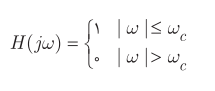 H(jω) = { ۱ | ω |≤ ω_c
۰ | ω |> ω_c